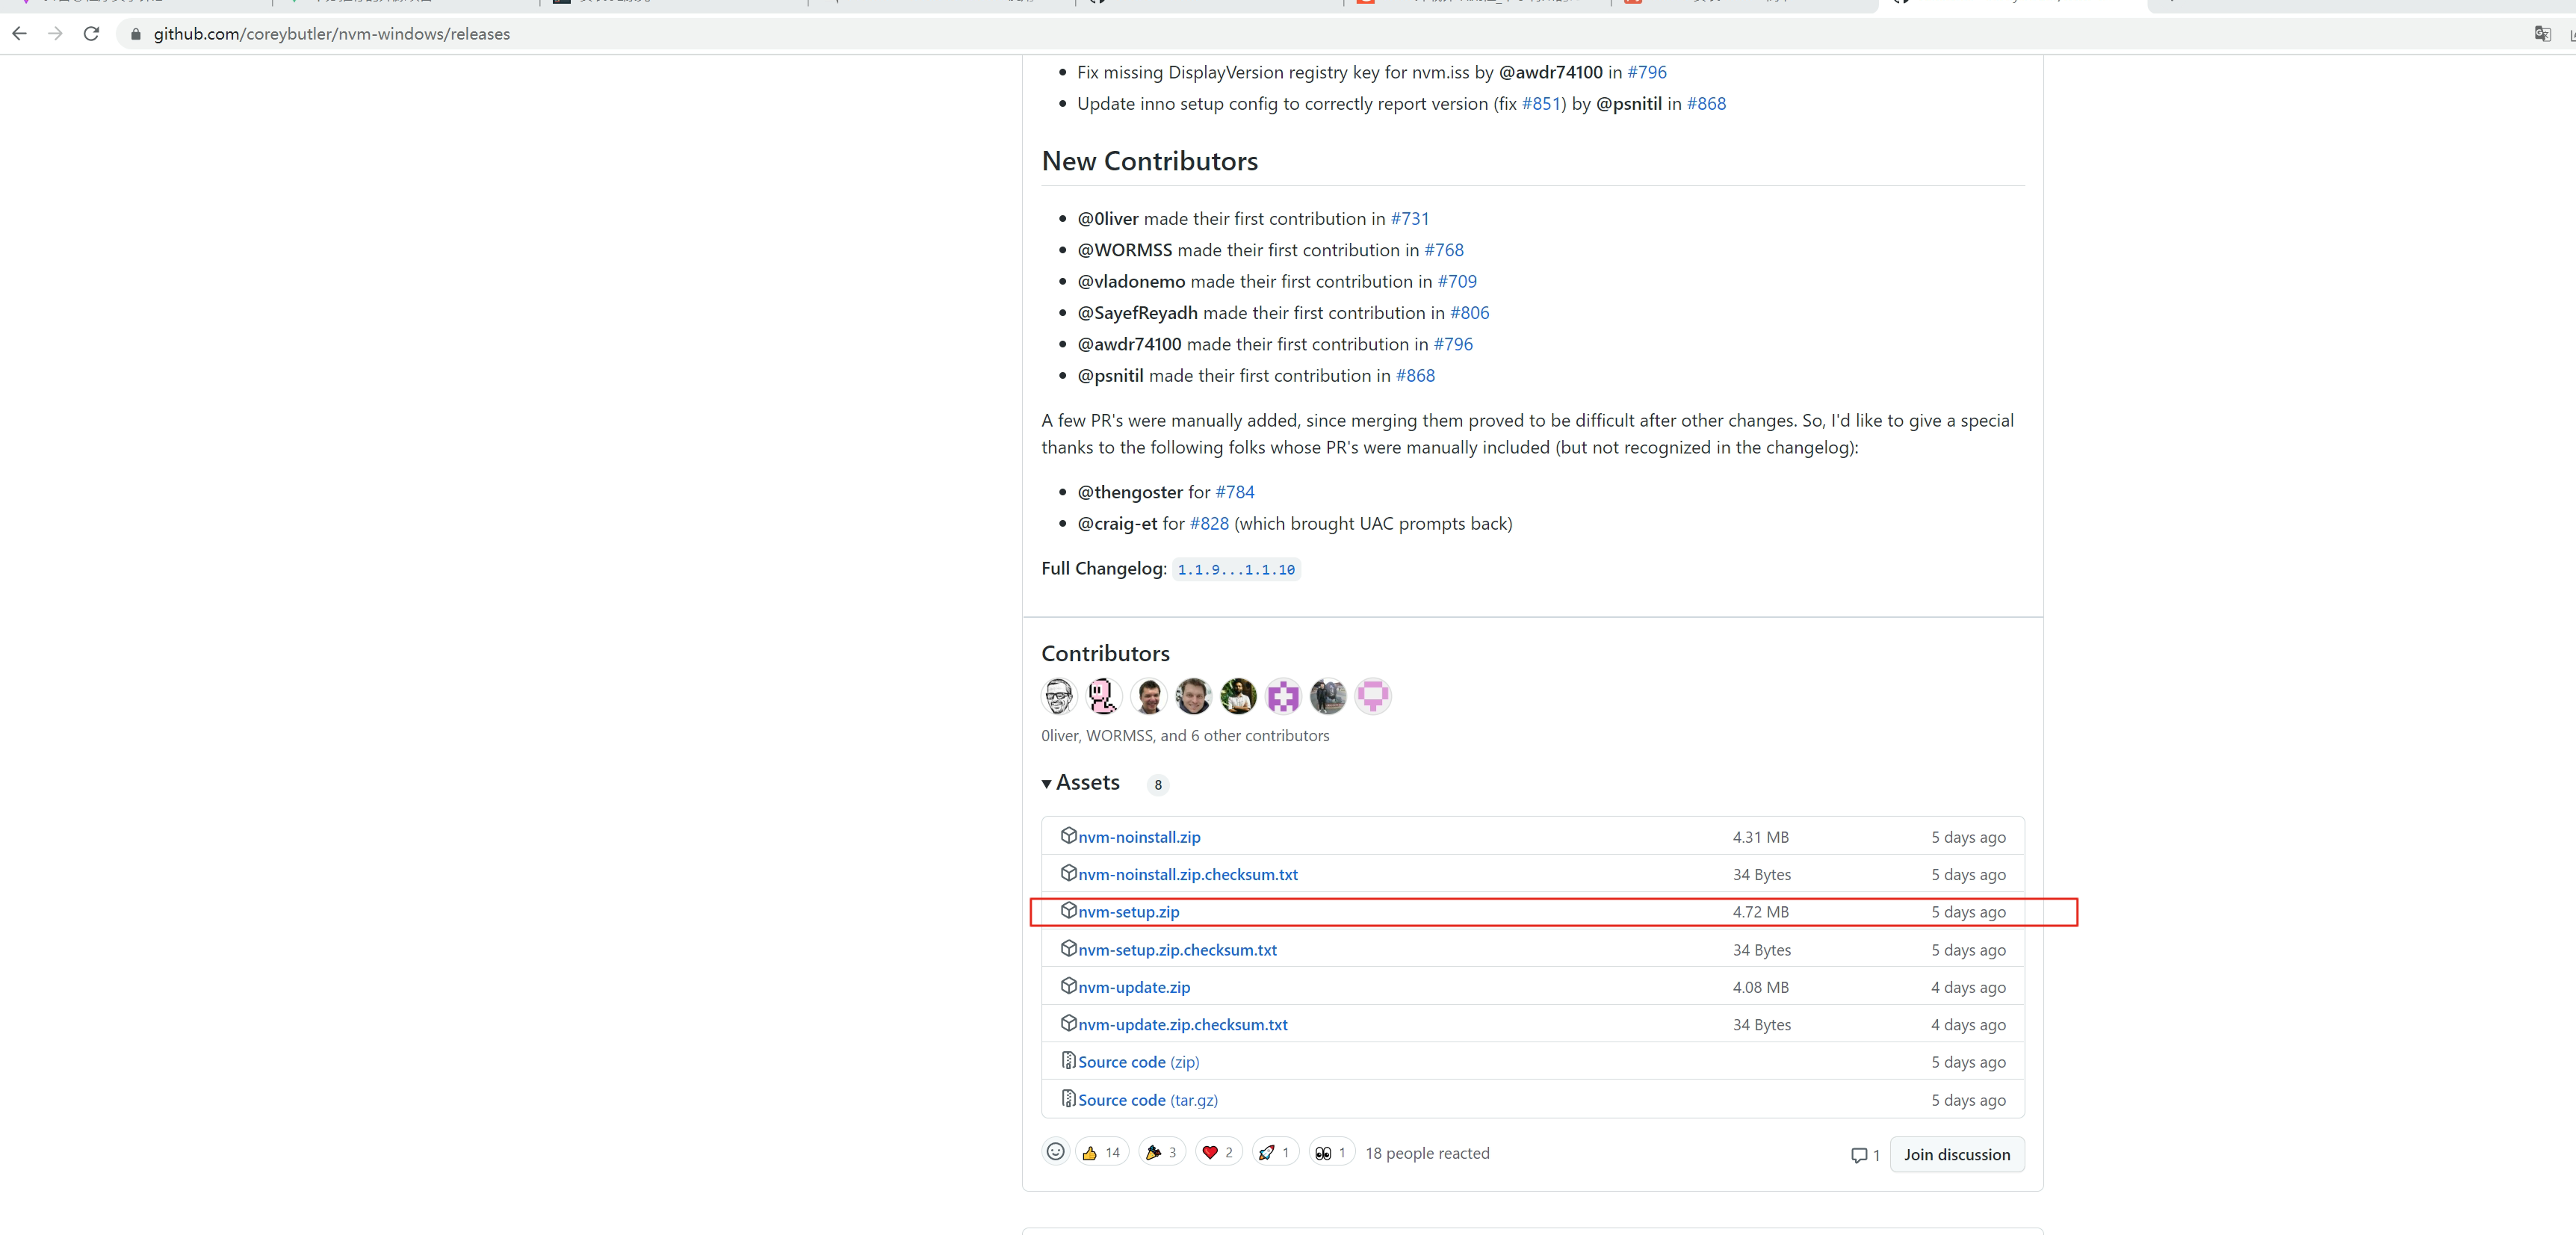 github.com/coreybutler/nvm-windows/releases
Fix missing DisplayVersion registry key for nvm.iss by @awdr74100 in #796
Update inno setup config to correctly report version (fix #851) by @psnitil in #868
New Contributors
@0liver made their first contribution in #731
@WORMSS made their first contribution in #768
@vladonemo made their first contribution in #709
@SayefReyadh made their first contribution in #806
@awdr74100 made their first contribution in #796
@psnitil made their first contribution in #868
A few PR's were manually added, since merging them proved to be difficult after other changes. So, I'd like to give a special
thanks to the following folks whose PR's were manually included (but not recognized in the changelog):
@thengoster for #784
@craig-et for #828 (which brought UAC prompts back)
Full Changelog: 1.1.9...1.1.10
Contributors
0liver, WORMSS, and 6 other contributors
Assets 8
nvm-noinstall.zip 4.31 MB 5 days ago
nvm-noinstall.zip.checksum.txt 34 Bytes 5 days ago
nvm-setup.zip 4.72 MB 5 days ago
nvm-setup.zip.checksum.txt 34 Bytes 5 days ago
nvm-update.zip 4.08 MB 4 days ago
nvm-update.zip.checksum.txt 34 Bytes 4 days ago
Source code (zip) 5 days ago
Source code (tar.gz) 5 days ago
14 3 2 1 1 18 people reacted 1 Join discussion